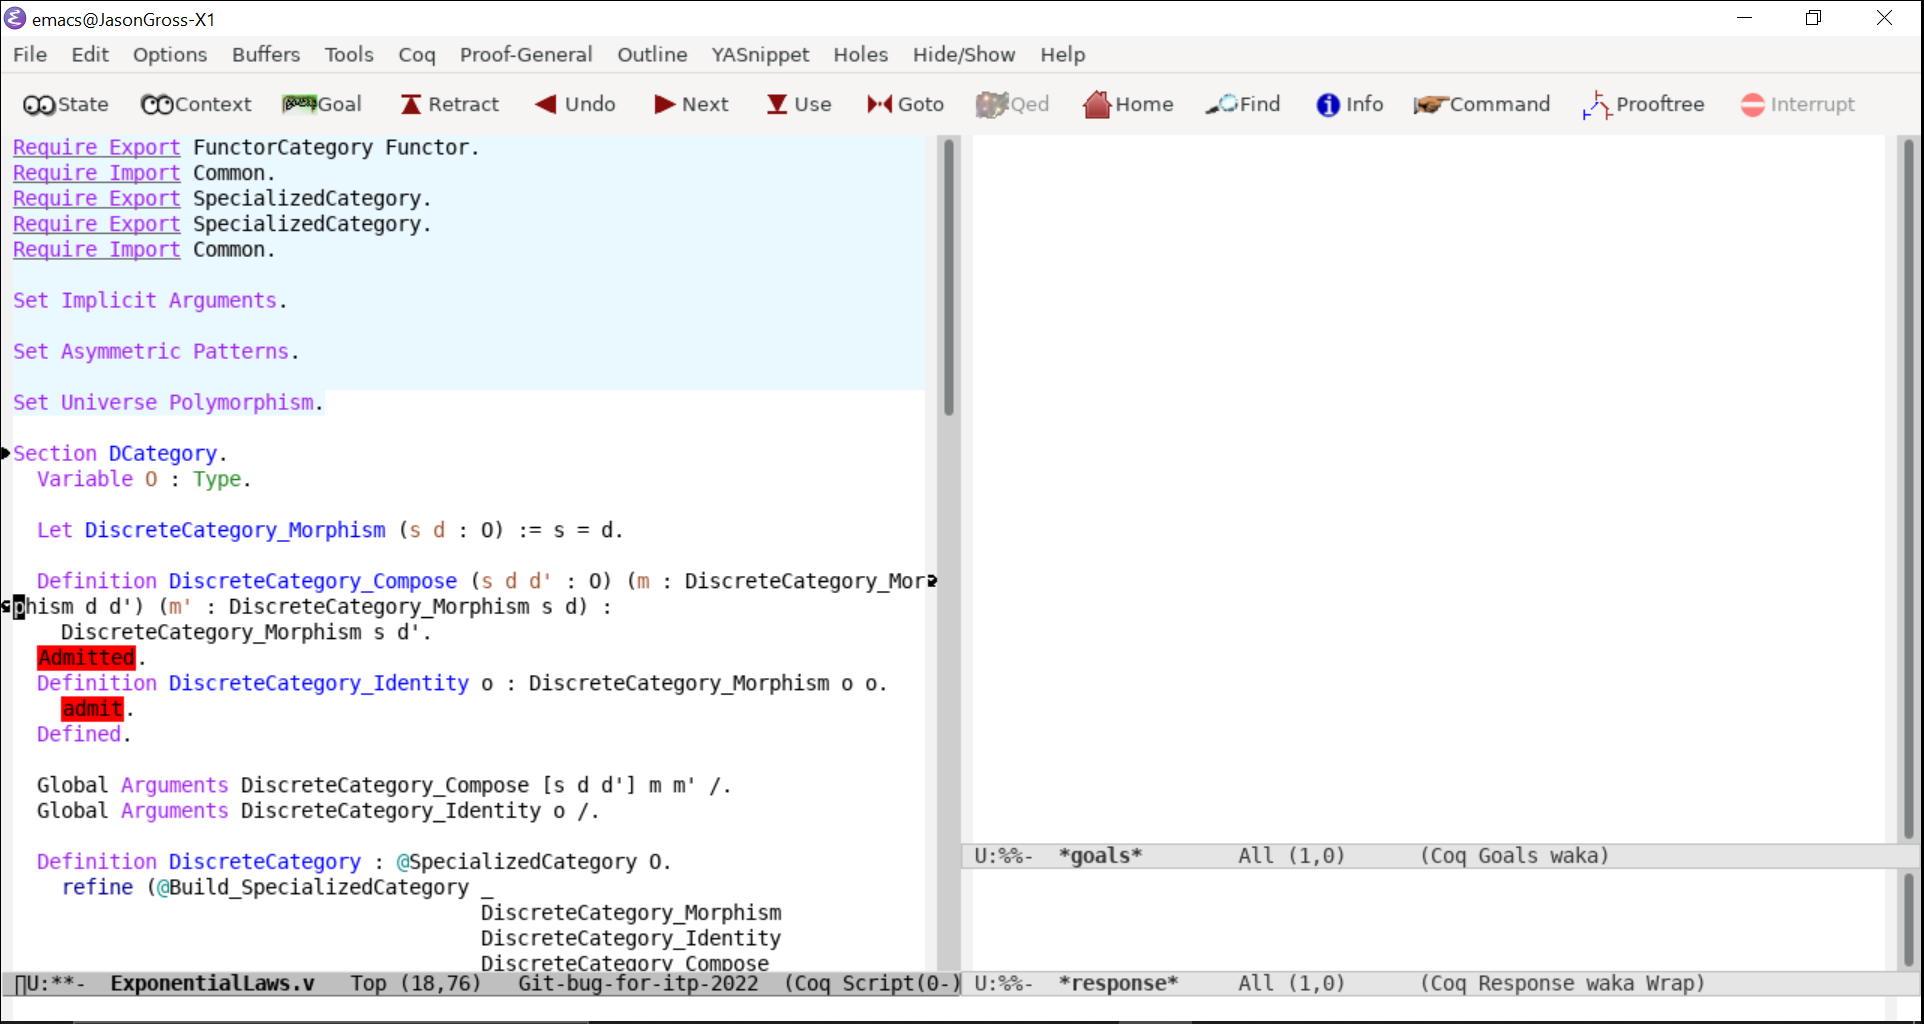 emacs@JasonGross-X1
File Edit Options Buffers Tools Coq Proof-General Outline YASnippet Holes Hide/Show Help
State Context Goal Retract Undo Next Use Goto Qed Home Find Info Command Prooftree Interrupt
Require Export FunctorCategory Functor.
Require Import Common.
Require Export SpecializedCategory.
Require Export SpecializedCategory.
Require Import Common.
Set Implicit Arguments.
Set Asymmetric Patterns.
Set Universe Polymorphism.
Section DCategory.
  Variable O : Type.
  Let DiscreteCategory_Morphism (s d : O) := s = d.
  Definition DiscreteCategory_Compose (s d d' : O) (m : DiscreteCategory_Mor
phism d d') (m' : DiscreteCategory_Morphism s d) :
    DiscreteCategory_Morphism s d'.
  Admitted.
  Definition DiscreteCategory_Identity o : DiscreteCategory_Morphism o o.
    admit.
  Defined.
  Global Arguments DiscreteCategory_Compose [s d d'] m m' /.
  Global Arguments DiscreteCategory_Identity o /.
  Definition DiscreteCategory : @SpecializedCategory O.
    refine (@Build_SpecializedCategory _
                                       DiscreteCategory_Morphism
                                       DiscreteCategory_Identity
                                       DiscreteCategory_Compose
U:**-  ExponentialLaws.v   Top (18,76)   Git-bug-for-itp-2022  (Coq Script(0-)
U:%%-  *goals*        All (1,0)      (Coq Goals waka)
U:%%-  *response*     All (1,0)      (Coq Response waka Wrap)